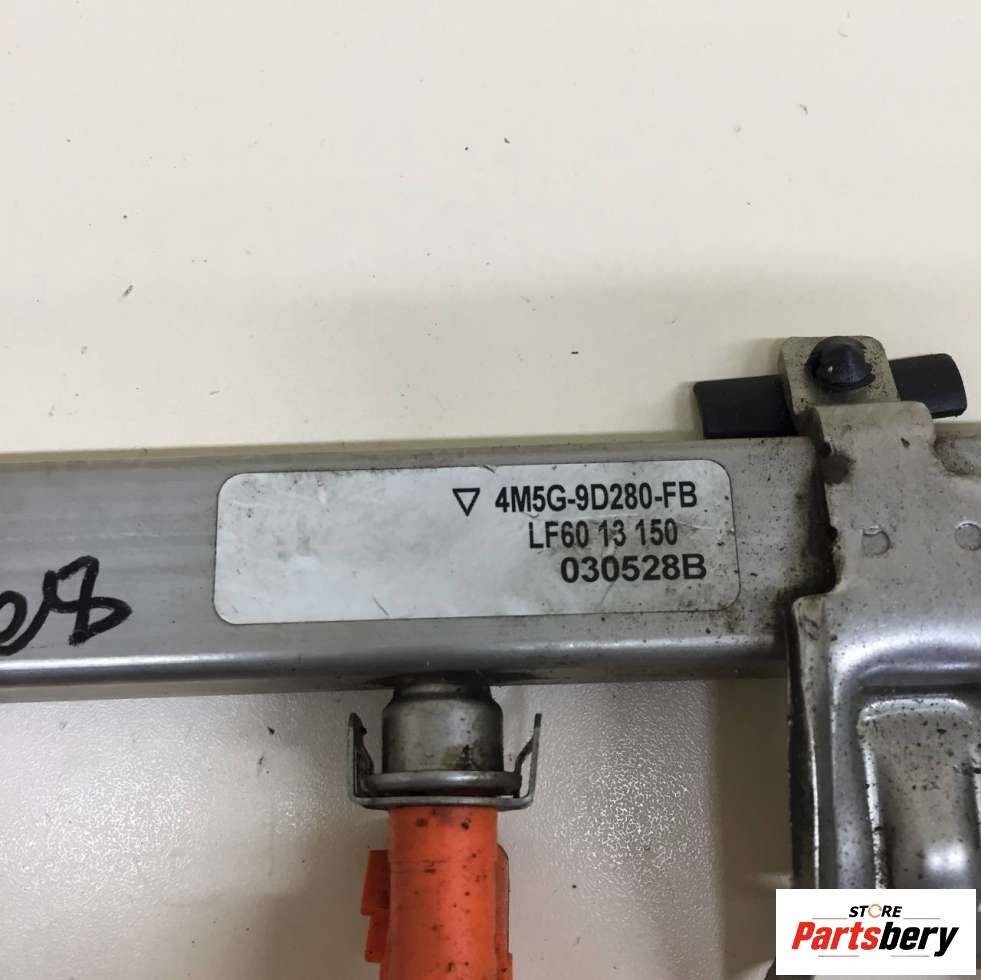 4M5G-9D280-FB
LF60 13 150
030528B
STORE
Partsbery